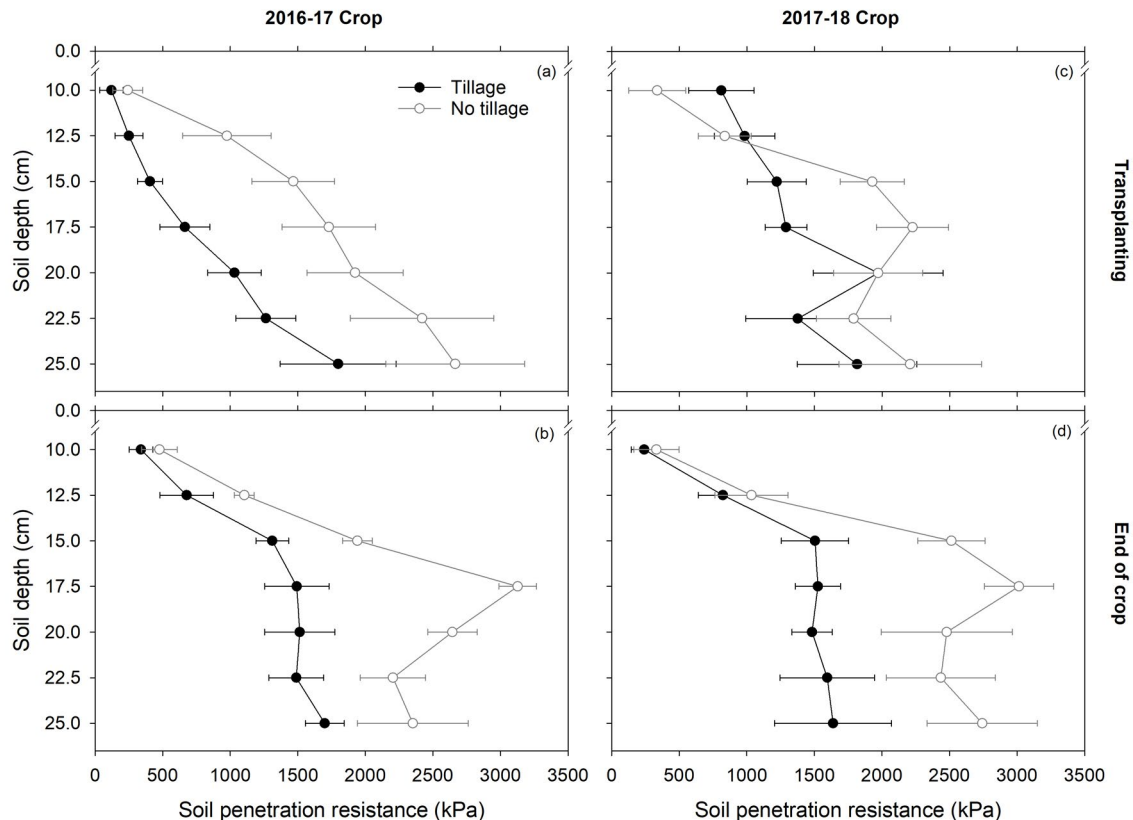 2016-17 Crop
2017-18 Crop
0.0
10.0
12.5
15.0
17.5
20.0
22.5
25.0
Soil depth (cm)
(a)
Tillage
No tillage
(c)
Transplanting
0.0
10.0
12.5
15.0
17.5
20.0
22.5
25.0
Soil depth (cm)
(b)
(d)
End of crop
0 500 1000 1500 2000 2500 3000 3500
0 500 1000 1500 2000 2500 3000 3500
Soil penetration resistance (kPa)
Soil penetration resistance (kPa)